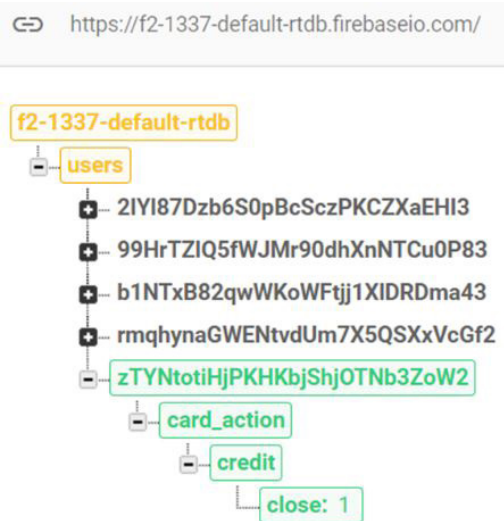 https://f2-1337-default-rtdb.firebaseio.com/
f2-1337-default-rtdb
users
2IYI87Dzb6S0pBcSczPKCZXaEHI3
99HrTZIQ5fWJMr90dhXnNTCu0P83
b1NTxB82qwWKoWFtjj1XIDRDma43
rmqhynaGWENtvdUm7X5QSXxVcGf2
zTYNtotiHjPKHKbjShjOTNb3ZoW2
card_action
credit
close: 1